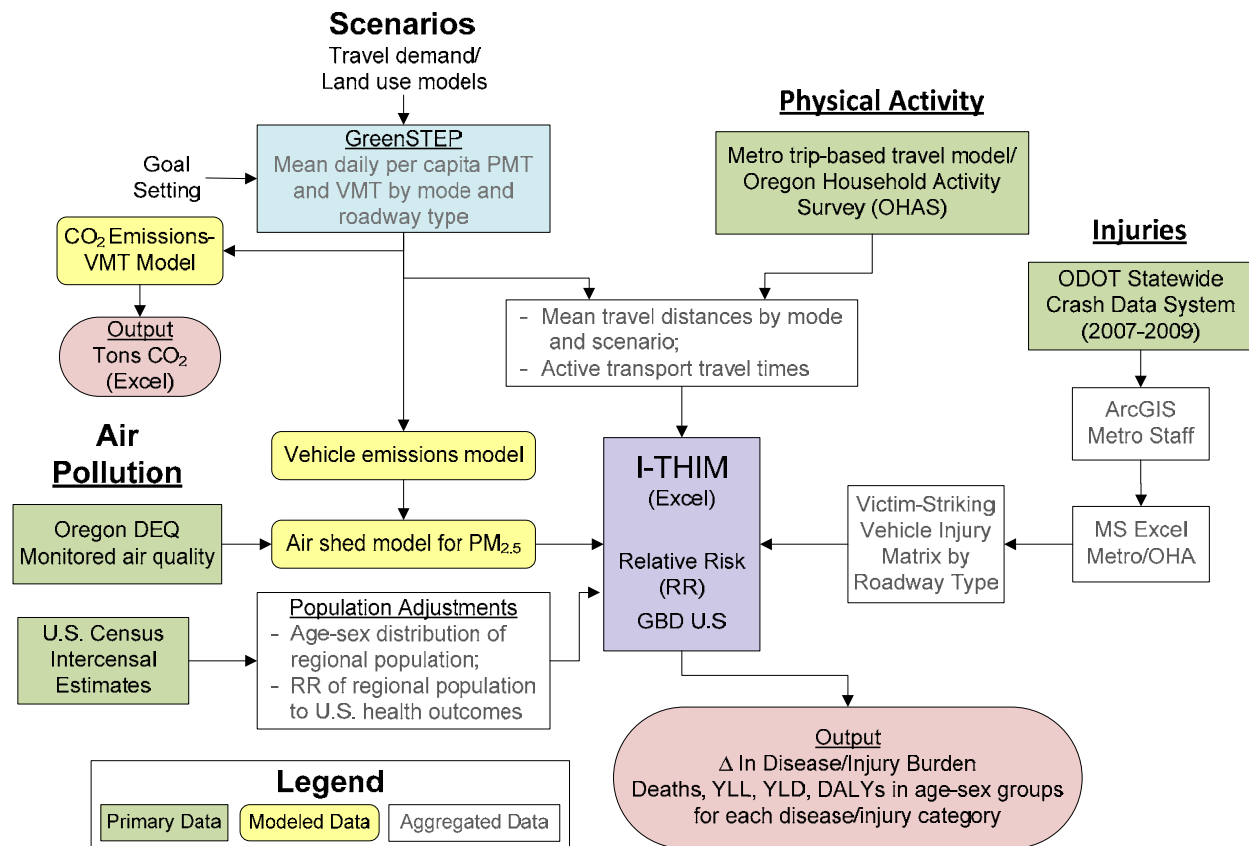 Scenarios
Travel demand/
Land use models
GreenSTEP
Mean daily per capita PMT
and VMT by mode and
roadway type
Goal
Setting
CO2 Emissions-
VMT Model
Output
Tons CO2
(Excel)
Physical Activity
Metro trip-based travel model/
Oregon Household Activity
Survey (OHAS)
- Mean travel distances by mode
and scenario;
- Active transport travel times
Injuries
ODOT Statewide
Crash Data System
(2007-2009)
ArcGIS
Metro Staff
MS Excel
Metro/OHA
Victim-Striking
Vehicle Injury
Matrix by
Roadway Type
Air
Pollution
Vehicle emissions model
Oregon DEQ
Monitored air quality
Air shed model for PM2.5
I-THIM
(Excel)
Relative Risk
(RR)
GBD U.S
U.S. Census
Intercensal
Estimates
Population Adjustments
- Age-sex distribution of
regional population;
- RR of regional population
to U.S. health outcomes
Output
Δ In Disease/Injury Burden
Deaths, YLL, YLD, DALYs in age-sex groups
for each disease/injury category
Legend
Primary Data
Modeled Data
Aggregated Data